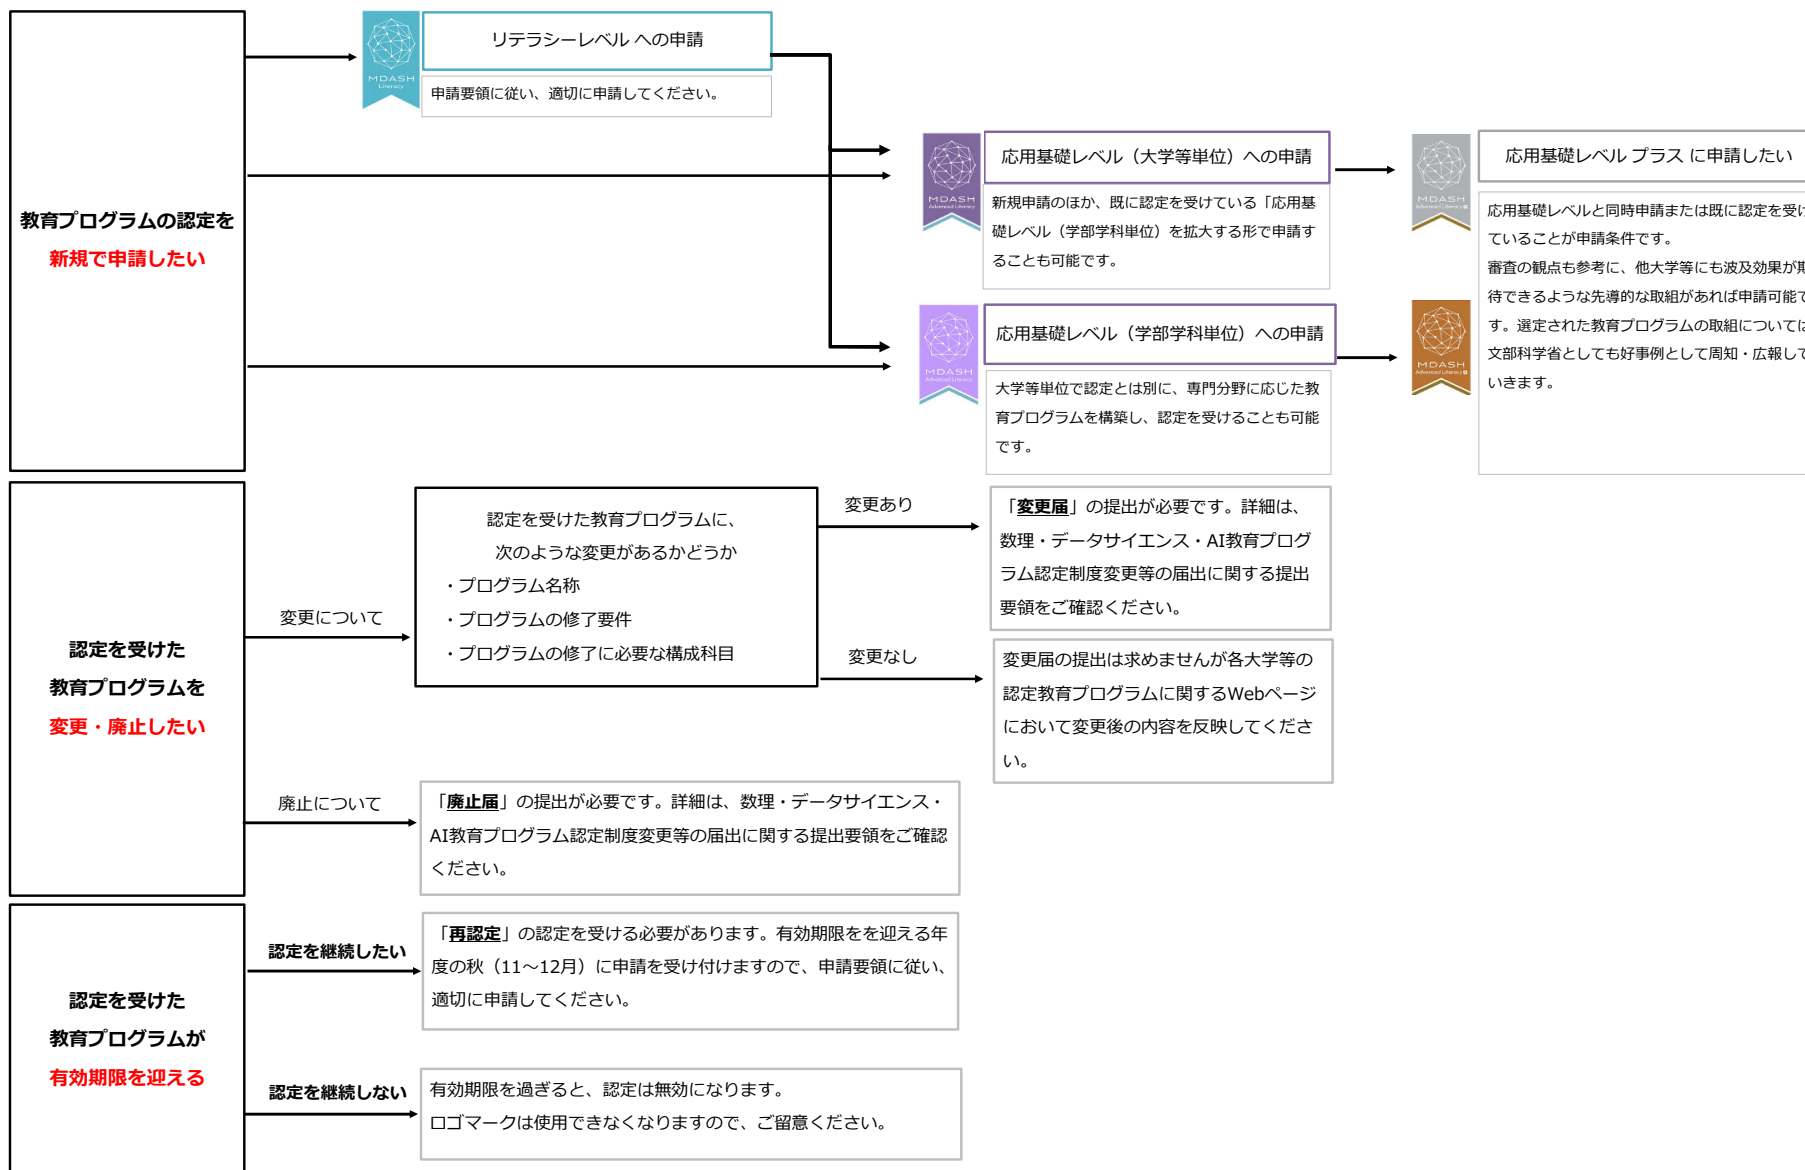 教育プログラムの認定を
新規で申請したい
MDASH
Literacy
リテラシーレベル への申請
申請要領に従い、適切に申請してください。
MDASH
Advanced Literacy
応用基礎レベル（大学等単位）への申請
新規申請のほか、既に認定を受けている「応用基
礎レベル（学部学科単位）を拡大する形で申請す
ることも可能です。
MDASH
Advanced Literacy
応用基礎レベル（学部学科単位）への申請
大学等単位で認定とは別に、専門分野に応じた教
育プログラムを構築し、認定を受けることも可能
です。
MDASH
Advanced Literacy+
MDASH
Advanced Literacy+
応用基礎レベル プラス に申請したい
応用基礎レベルと同時申請または既に認定を受け
ていることが申請条件です。
審査の観点も参考に、他大学等にも波及効果が期
待できるような先導的な取組があれば申請可能で
す。選定された教育プログラムの取組については
文部科学省としても好事例として周知・広報して
いきます。
認定を受けた
教育プログラムを
変更・廃止したい
変更について
認定を受けた教育プログラムに、
次のような変更があるかどうか
・プログラム名称
・プログラムの修了要件
・プログラムの修了に必要な構成科目
変更あり
「変更届」の提出が必要です。詳細は、
数理・データサイエンス・AI教育プログ
ラム認定制度変更等の届出に関する提出
要領をご確認ください。
変更なし
変更届の提出は求めませんが各大学等の
認定教育プログラムに関するWebページ
において変更後の内容を反映してくださ
い。
廃止について
「廃止届」の提出が必要です。詳細は、数理・データサイエンス・
AI教育プログラム認定制度変更等の届出に関する提出要領をご確認
ください。
認定を受けた
教育プログラムが
有効期限を迎える
認定を継続したい
「再認定」の認定を受ける必要があります。有効期限をを迎える年
度の秋（11～12月）に申請を受け付けますので、申請要領に従い、
適切に申請してください。
認定を継続しない
有効期限を過ぎると、認定は無効になります。
ロゴマークは使用できなくなりますので、ご留意ください。